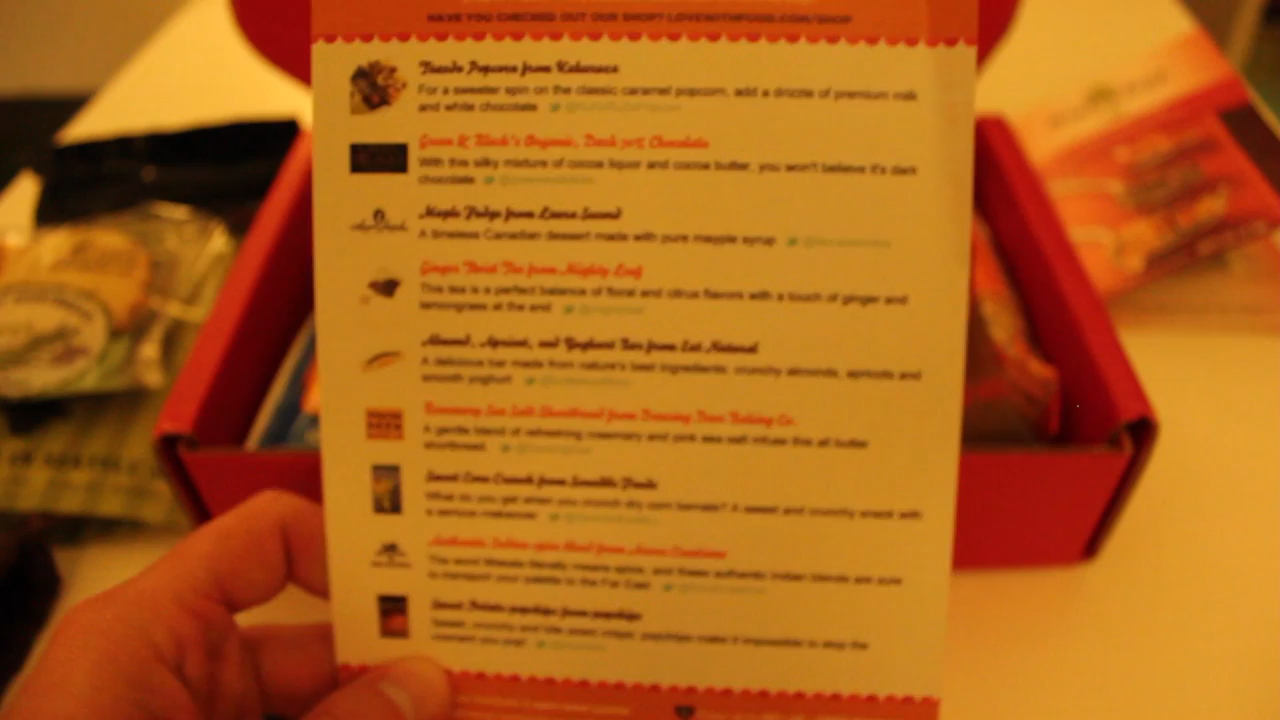 HAVE YOU CHECKED OUT OUR SHOP? LOVEWITHFOOD.COM/SHOP
Popcorn from
For a sweeter spin on the classic caramel popcorn, add a drizzle of premium milk
and white chocolate
Green & Black's Organic, Dark 70% Chocolate
With this silky mixture of cocoa liquor and cocoa butter, you won't believe it's dark
chocolate
Maple Fudge from Laura Secord
A timeless Canadian dessert made with pure mayple syrup
Ginger Twist Tea from Mighty Leaf
This tea is a perfect balance of floral and citrus flavors with a touch of ginger and
lemongrass at the end
Almond, Apricot, and Yoghurt Bar from Eat Natural
A delicious bar made from nature's best ingredients: crunchy almonds, apricots and
smooth yoghurt
Rosemary Sea Salt Shortbread from Dancing Deer Baking Co.
A gentle blend of refreshing rosemary and pink sea salt infuse this all butter
shortbread.
Sweet Corn Crunch from Sensible Foods
What do you get when you crunch dry corn kernels? A sweet and crunchy snack with
a serious makeover
Authentic Indian spice blend from
The word Masala literally means spice, and these authentic Indian blends are sure
to transport your palette to the Far East
Sweet Potato popchips from popchips
Sweet, crunchy and popchips make it impossible to stop the
moment you pop!